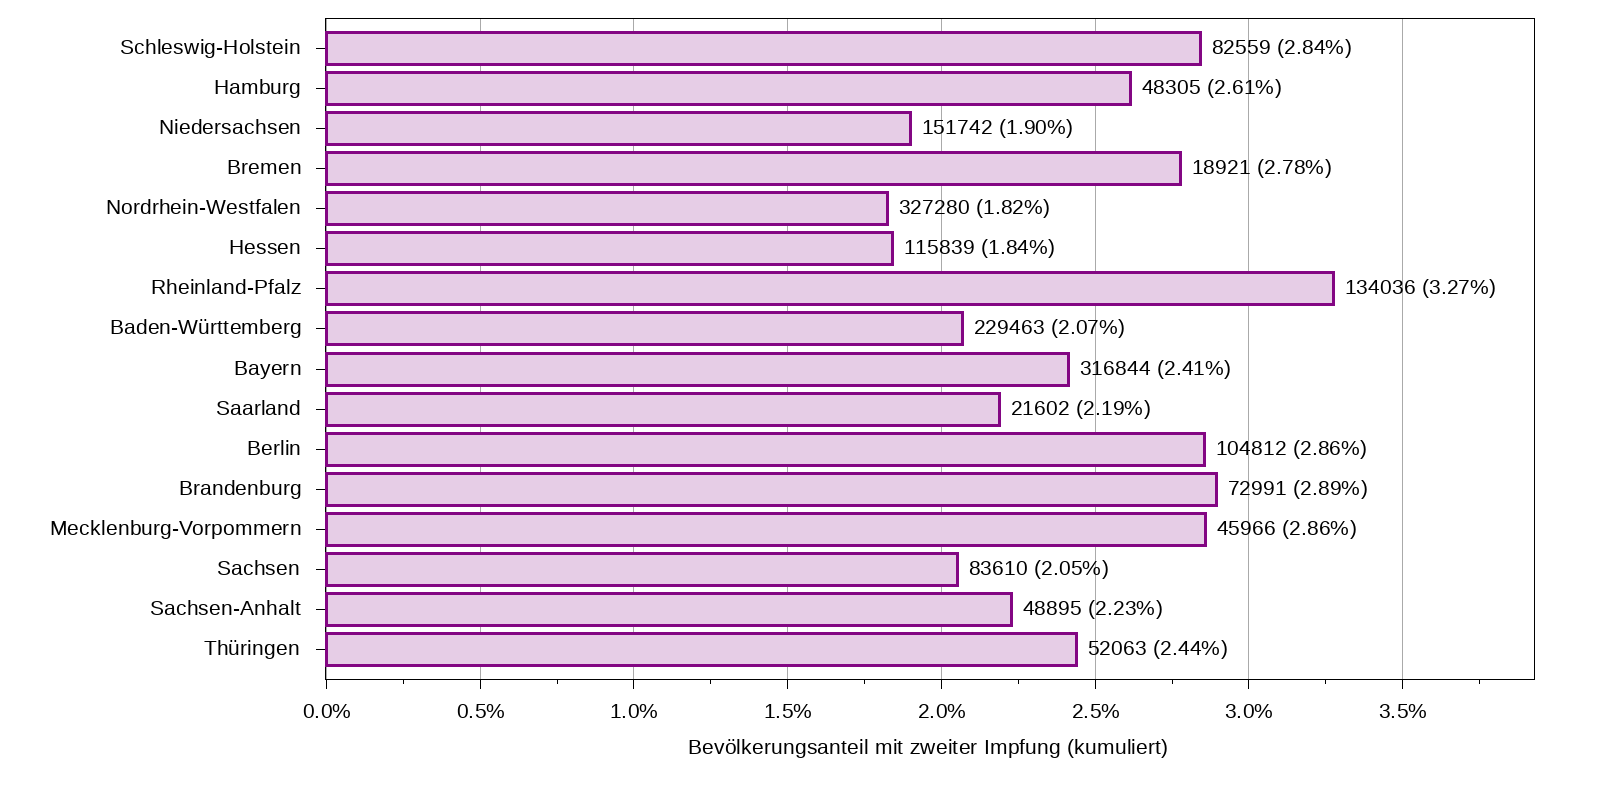 Schleswig-Holstein 82559 (2.84%)
Hamburg 48305 (2.61%)
Niedersachsen 151742 (1.90%)
Bremen 18921 (2.78%)
Nordrhein-Westfalen 327280 (1.82%)
Hessen 115839 (1.84%)
Rheinland-Pfalz 134036 (3.27%)
Baden-Württemberg 229463 (2.07%)
Bayern 316844 (2.41%)
Saarland 21602 (2.19%)
Berlin 104812 (2.86%)
Brandenburg 72991 (2.89%)
Mecklenburg-Vorpommern 45966 (2.86%)
Sachsen 83610 (2.05%)
Sachsen-Anhalt 48895 (2.23%)
Thüringen 52063 (2.44%)
0.0% 0.5% 1.0% 1.5% 2.0% 2.5% 3.0% 3.5%
Bevölkerungsanteil mit zweiter Impfung (kumuliert)